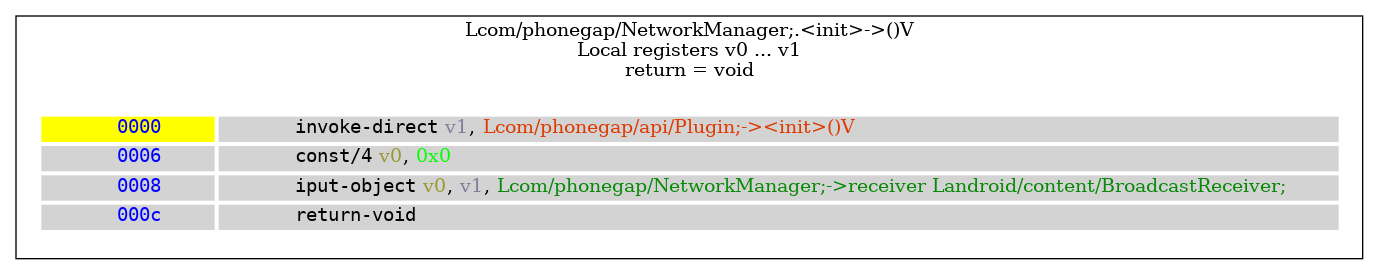 Lcom/phonegap/NetworkManager;.<init>->()V
Local registers v0 ... v1
return = void
0000 invoke-direct v1, Lcom/phonegap/api/Plugin;-><init>()V
0006 const/4 v0, 0x0
0008 iput-object v0, v1, Lcom/phonegap/NetworkManager;->receiver Landroid/content/BroadcastReceiver;
000c return-void